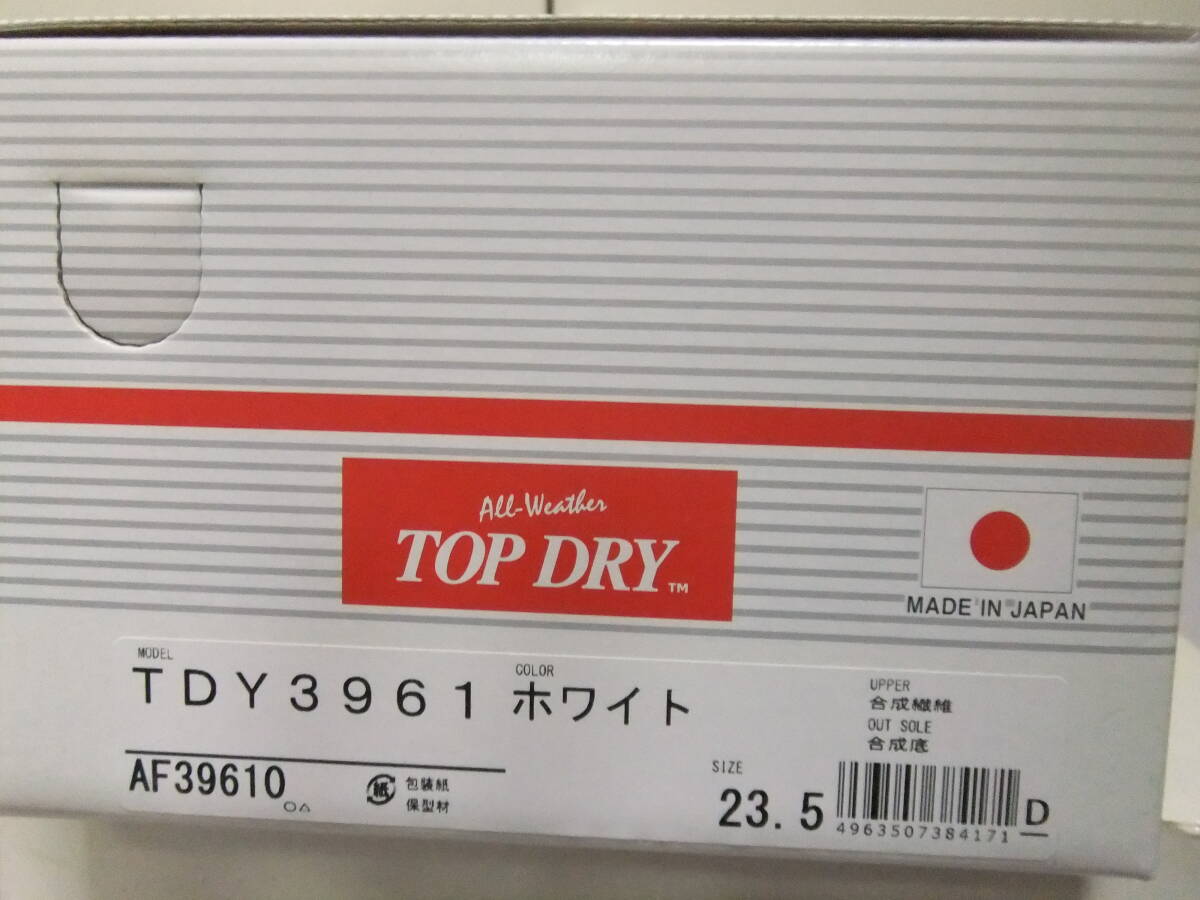 All-Weather
TOP DRY™
MADE IN JAPAN
MODEL
TDY3961
COLOR
ホワイト
UPPER
合成繊維
OUT SOLE
合成底
AF39610
○△
紙
包装紙
保型材
SIZE
23.5
4963507384171
D